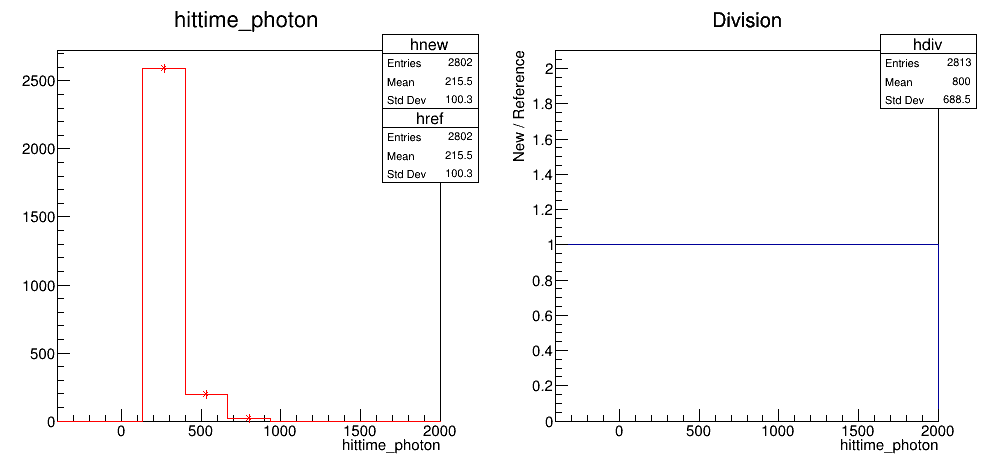 hittime_photon
hnew
Entries 2802
Mean 215.5
Std Dev 100.3
href
Entries 2802
Mean 215.5
Std Dev 100.3
2500
2000
1500
1000
500
0
0 500 1000 1500 2000
hittime_photon
Division
hdiv
Entries 2813
Mean 800
Std Dev 688.5
New / Reference
2
1.8
1.6
1.4
1.2
1
0.8
0.6
0.4
0.2
0
0 500 1000 1500 2000
hittime_photon